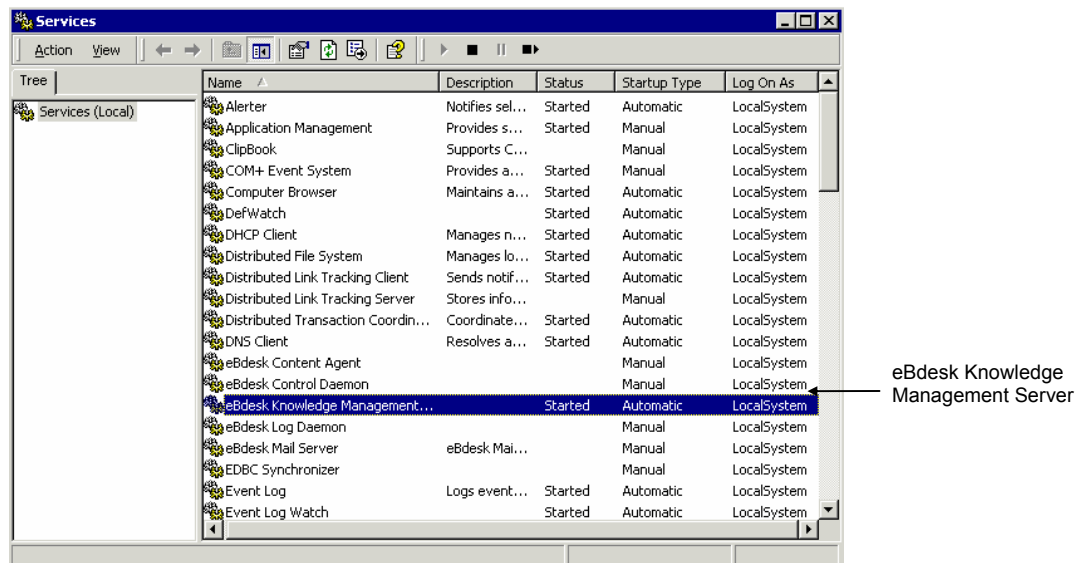 Services
Action View
Tree
Services (Local)
Name Description Status Startup Type Log On As
Alerter Notifies sel... Started Automatic LocalSystem
Application Management Provides s... Started Manual LocalSystem
ClipBook Supports C... Manual LocalSystem
COM+ Event System Provides a... Started Manual LocalSystem
Computer Browser Maintains a... Started Automatic LocalSystem
DefWatch Started Automatic LocalSystem
DHCP Client Manages n... Started Automatic LocalSystem
Distributed File System Manages lo... Started Automatic LocalSystem
Distributed Link Tracking Client Sends notif... Started Automatic LocalSystem
Distributed Link Tracking Server Stores info... Manual LocalSystem
Distributed Transaction Coordin... Coordinate... Started Automatic LocalSystem
DNS Client Resolves a... Started Automatic LocalSystem
eBdesk Content Agent Manual LocalSystem
eBdesk Control Daemon Manual LocalSystem
eBdesk Knowledge Management... Started Automatic LocalSystem
eBdesk Log Daemon Manual LocalSystem
eBdesk Mail Server eBdesk Mai... Manual LocalSystem
EDBC Synchronizer Manual LocalSystem
Event Log Logs event... Started Automatic LocalSystem
Event Log Watch Started Automatic LocalSystem
eBdesk Knowledge
Management Server